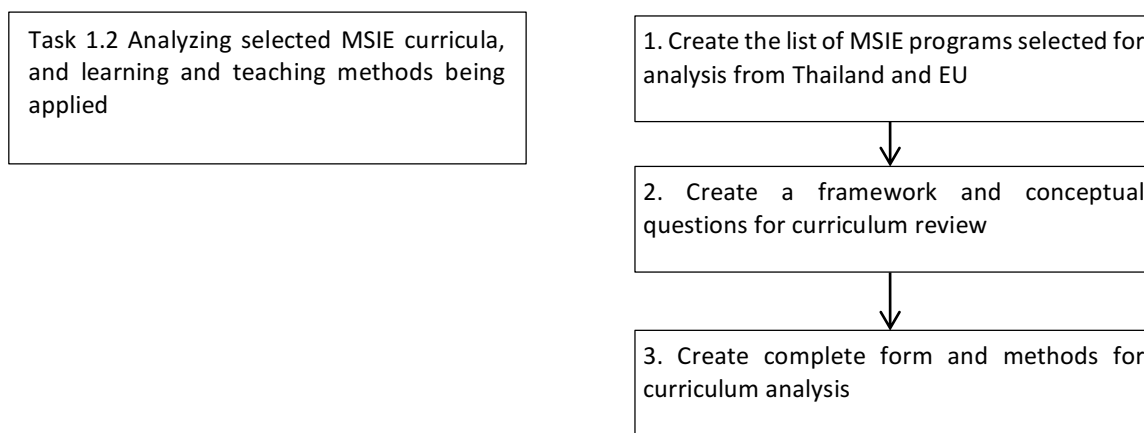 Task 1.2 Analyzing selected MSIE curricula,
and learning and teaching methods being
applied
1. Create the list of MSIE programs selected for
analysis from Thailand and EU
2. Create a framework and conceptual
questions for curriculum review
3. Create complete form and methods for
curriculum analysis